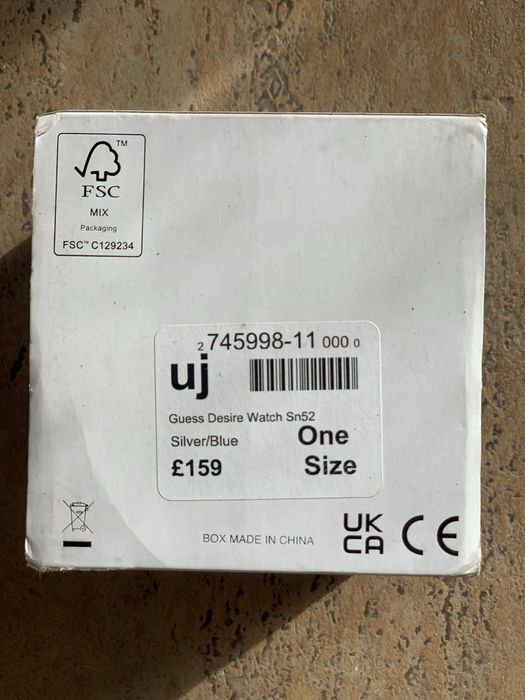 TM
FSC
MIX
Packaging
FSC™ C129234
2 745998-11 000 0
uj
Guess Desire Watch Sn52
Silver/Blue One
£159 Size
BOX MADE IN CHINA
UK
CA CE